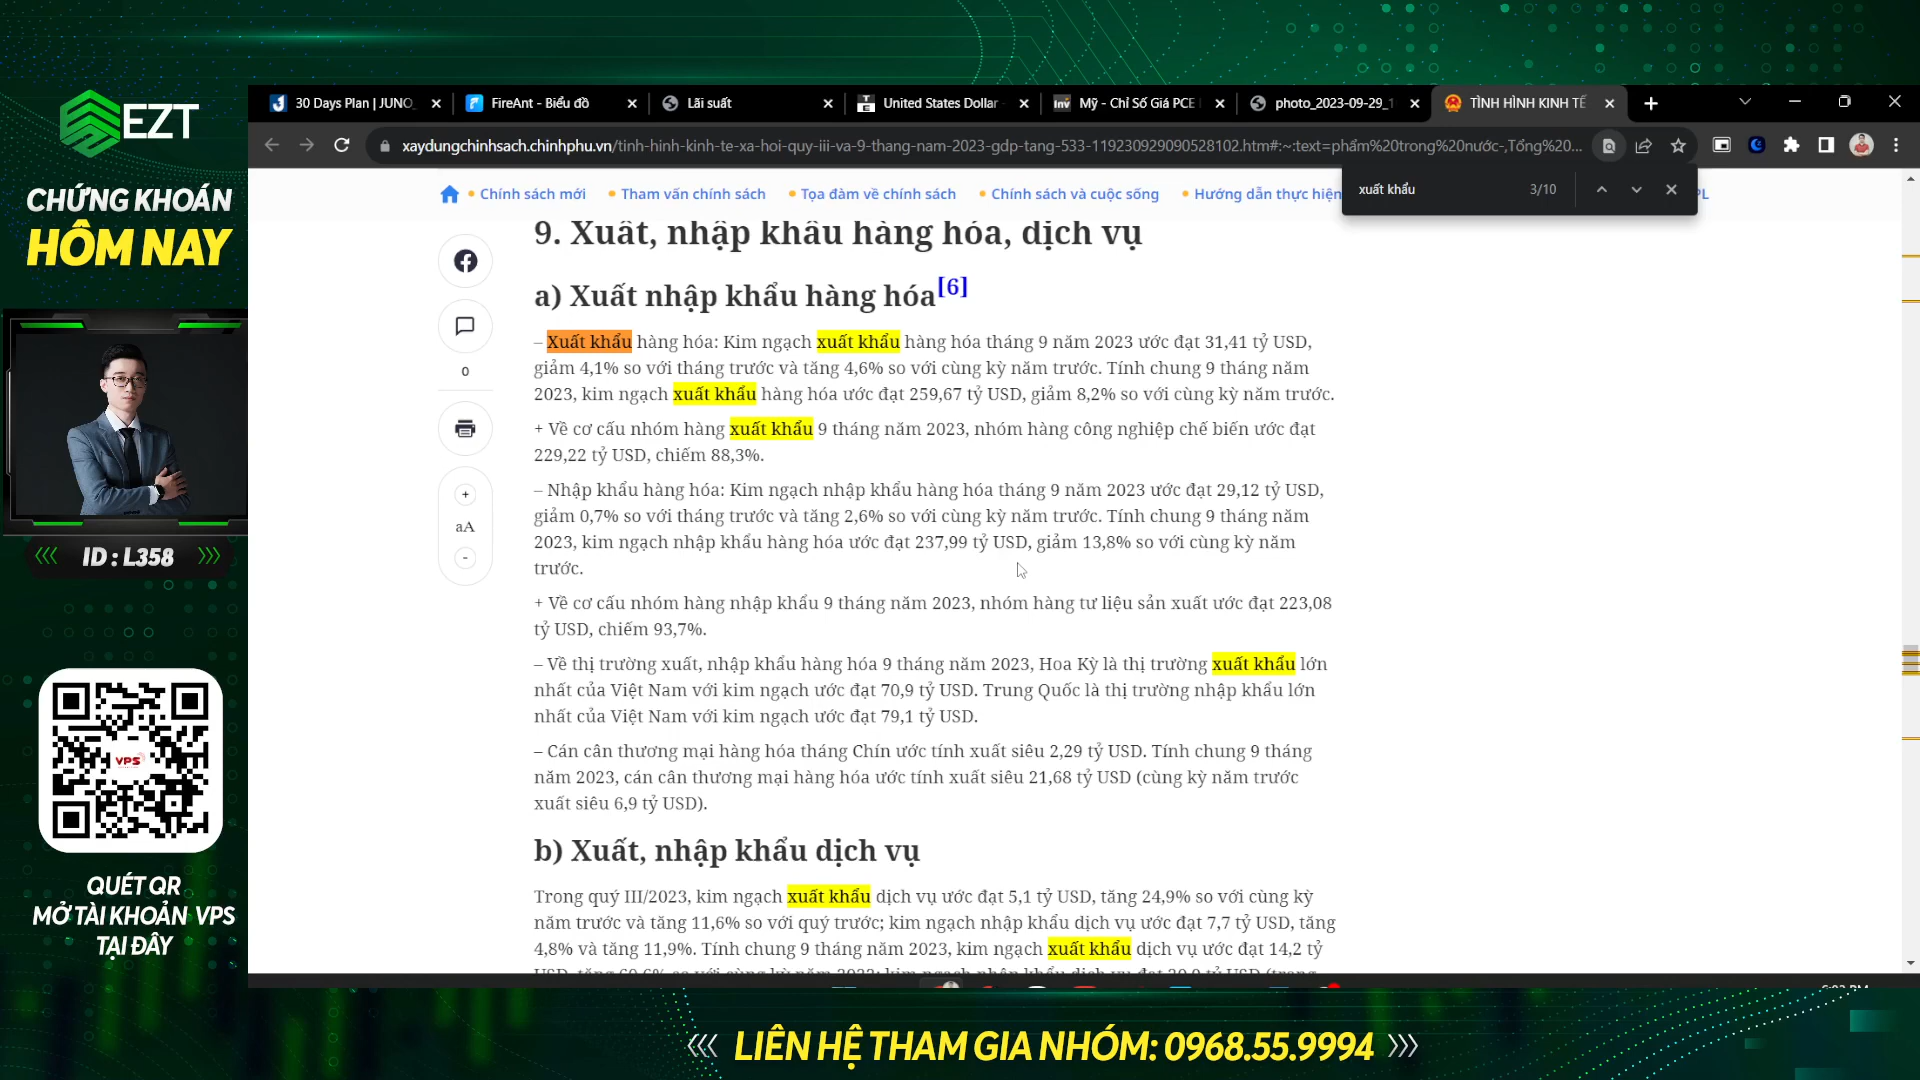 EZT
CHỨNG KHOÁN
HÔM NAY
ID : L358
VPS
QUÉT QR
MỞ TÀI KHOẢN VPS
TẠI ĐÂY
30 Days Plan | JUNO
FireAnt - Biểu đồ
Lãi suất
United States Dollar
Mỹ - Chỉ Số Giá PCE
photo_2023-09-29_1
TÌNH HÌNH KINH TẾ
xaydungchinhsach.chinhphu.vn/tinh-hinh-kinh-te-xa-hoi-quy-iii-va-9-thang-nam-2023-gdp-tang-533-119230929090528102.htm#:~:text=phẩm%20trong%20nước-,Tổng%20...
xuất khẩu 3/10
Chính sách mới
Tham vấn chính sách
Tọa đàm về chính sách
Chính sách và cuộc sống
Hướng dẫn thực hiện
PL
0
+
aA
-
9. Xuất, nhập khẩu hàng hóa, dịch vụ
a) Xuất nhập khẩu hàng hóa[6]
– Xuất khẩu hàng hóa: Kim ngạch xuất khẩu hàng hóa tháng 9 năm 2023 ước đạt 31,41 tỷ USD,
giảm 4,1% so với tháng trước và tăng 4,6% so với cùng kỳ năm trước. Tính chung 9 tháng năm
2023, kim ngạch xuất khẩu hàng hóa ước đạt 259,67 tỷ USD, giảm 8,2% so với cùng kỳ năm trước.
+ Về cơ cấu nhóm hàng xuất khẩu 9 tháng năm 2023, nhóm hàng công nghiệp chế biến ước đạt
229,22 tỷ USD, chiếm 88,3%.
– Nhập khẩu hàng hóa: Kim ngạch nhập khẩu hàng hóa tháng 9 năm 2023 ước đạt 29,12 tỷ USD,
giảm 0,7% so với tháng trước và tăng 2,6% so với cùng kỳ năm trước. Tính chung 9 tháng năm
2023, kim ngạch nhập khẩu hàng hóa ước đạt 237,99 tỷ USD, giảm 13,8% so với cùng kỳ năm
trước.
+ Về cơ cấu nhóm hàng nhập khẩu 9 tháng năm 2023, nhóm hàng tư liệu sản xuất ước đạt 223,08
tỷ USD, chiếm 93,7%.
– Về thị trường xuất, nhập khẩu hàng hóa 9 tháng năm 2023, Hoa Kỳ là thị trường xuất khẩu lớn
nhất của Việt Nam với kim ngạch ước đạt 70,9 tỷ USD. Trung Quốc là thị trường nhập khẩu lớn
nhất của Việt Nam với kim ngạch ước đạt 79,1 tỷ USD.
– Cán cân thương mại hàng hóa tháng Chín ước tính xuất siêu 2,29 tỷ USD. Tính chung 9 tháng
năm 2023, cán cân thương mại hàng hóa ước tính xuất siêu 21,68 tỷ USD (cùng kỳ năm trước
xuất siêu 6,9 tỷ USD).
b) Xuất, nhập khẩu dịch vụ
Trong quý III/2023, kim ngạch xuất khẩu dịch vụ ước đạt 5,1 tỷ USD, tăng 24,9% so với cùng kỳ
năm trước và tăng 11,6% so với quý trước; kim ngạch nhập khẩu dịch vụ ước đạt 7,7 tỷ USD, tăng
4,8% và tăng 11,9%. Tính chung 9 tháng năm 2023, kim ngạch xuất khẩu dịch vụ ước đạt 14,2 tỷ
LIÊN HỆ THAM GIA NHÓM: 0968.55.9994